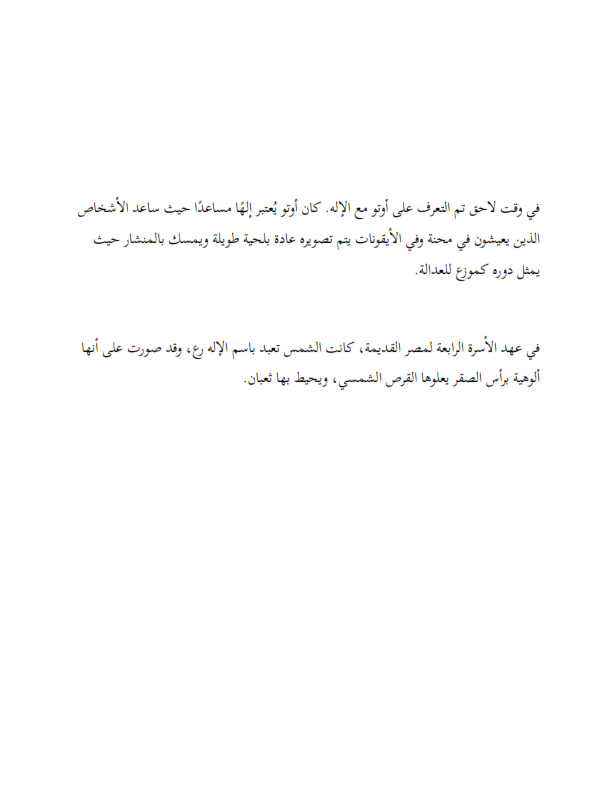 في وقت لاحق تم التعرف على أوتو مع الإله. كان أوتو يُعتبر إلهًا مساعدًا حيث ساعد الأشخاص
الذين يعيشون في محنة وفي الأيقونات يتم تصويره عادة بلحية طويلة ويمسك بالمنشار حيث
يمثل دوره كموزع للعدالة.
في عهد الأسرة الرابعة لمصر القديمة، كانت الشمس تعبد باسم الإله رع، وقد صورت على أنها
ألوهية برأس الصقر يعلوها القرص الشمسي، ويحيط بها ثعبان.